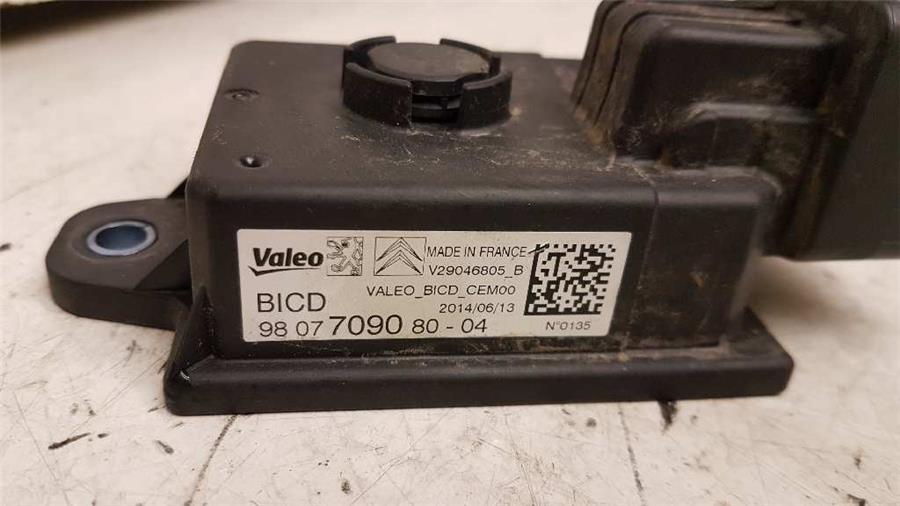 Valeo MADE IN FRANCE
V29046805_B
VALEO_BICD_CEM00
BICD 2014/06/13
98 07 7090 80-04 N°0135